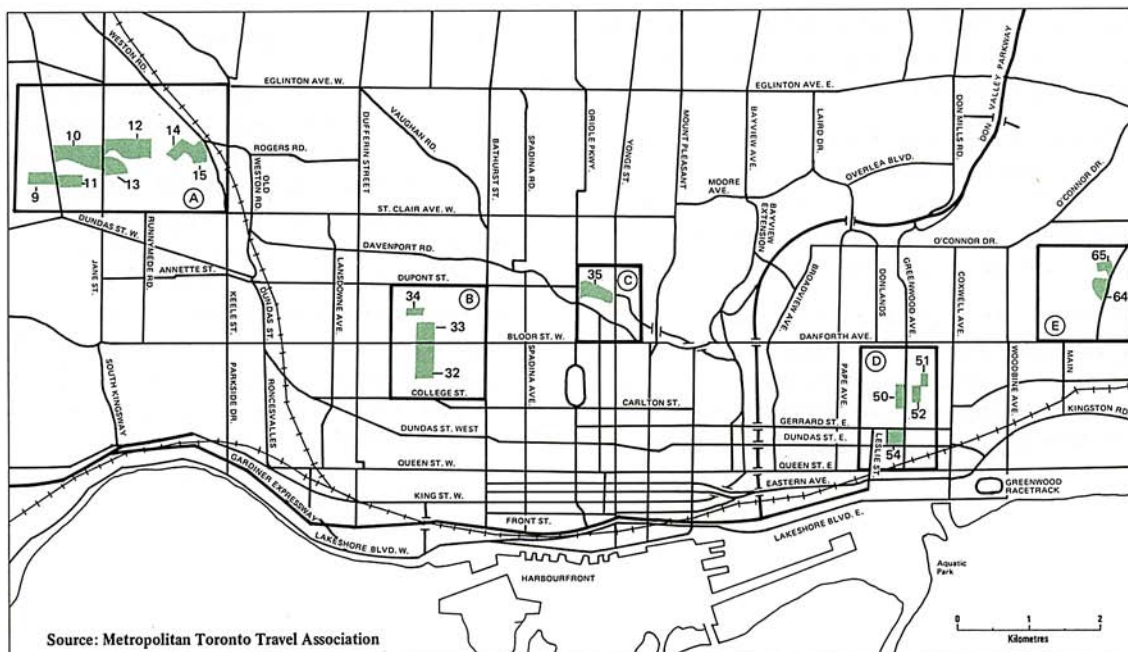 WESTON RD.
EGLINTON AVE. W.
EGLINTON AVE. E.
DON VALLEY PARKWAY
DUFFERIN STREET
VAUGHAN RD.
BATHURST ST.
SPADINA RD.
ORIOLE PKWY.
YONGE ST.
MOUNT PLEASANT
BAYVIEW AVE.
LAIRD DR.
DON MILLS RD.
10
12
14
ROGERS RD.
OVERLEA BLVD.
O'CONNOR DR.
9
11
13
15
A
OLD
WESTON RD.
MOORE
AVE.
ST. CLAIR AVE. W.
BAYVIEW
EXTENSION
DUNDAS ST. W.
DAVENPORT RD.
O'CONNOR DR.
JANE ST.
RUNNYMEDE RD.
ANNETTE ST.
LANSDOWNE AVE.
DUPONT ST.
35
C
BROADVIEW AVE.
DONLANDS
GREENWOOD AVE.
COXWELL AVE.
65
64
KEELE ST.
DUNDAS ST.
34
B
33
BLOOR ST. W.
DANFORTH AVE.
E
SOUTH KINGSWAY
PARKSIDE DR.
RONCESVALLES
32
SPADINA AVE.
PAPE AVE.
D
51
WOODBINE AVE.
MAIN
COLLEGE ST.
CARLTON ST.
50
52
KINGSTON RD.
DUNDAS ST. WEST
GERRARD ST. E.
DUNDAS ST. E.
LESLIE ST.
54
QUEEN ST. W.
QUEEN ST. E
GARDINER EXPRESSWAY
KING ST. W.
EASTERN AVE.
GREENWOOD
RACETRACK
FRONT ST.
LAKESHORE BLVD. W.
LAKESHORE BLVD. E.
HARBOURFRONT
Aquatic
Park
Source: Metropolitan Toronto Travel Association
0 1 2
Kilometres